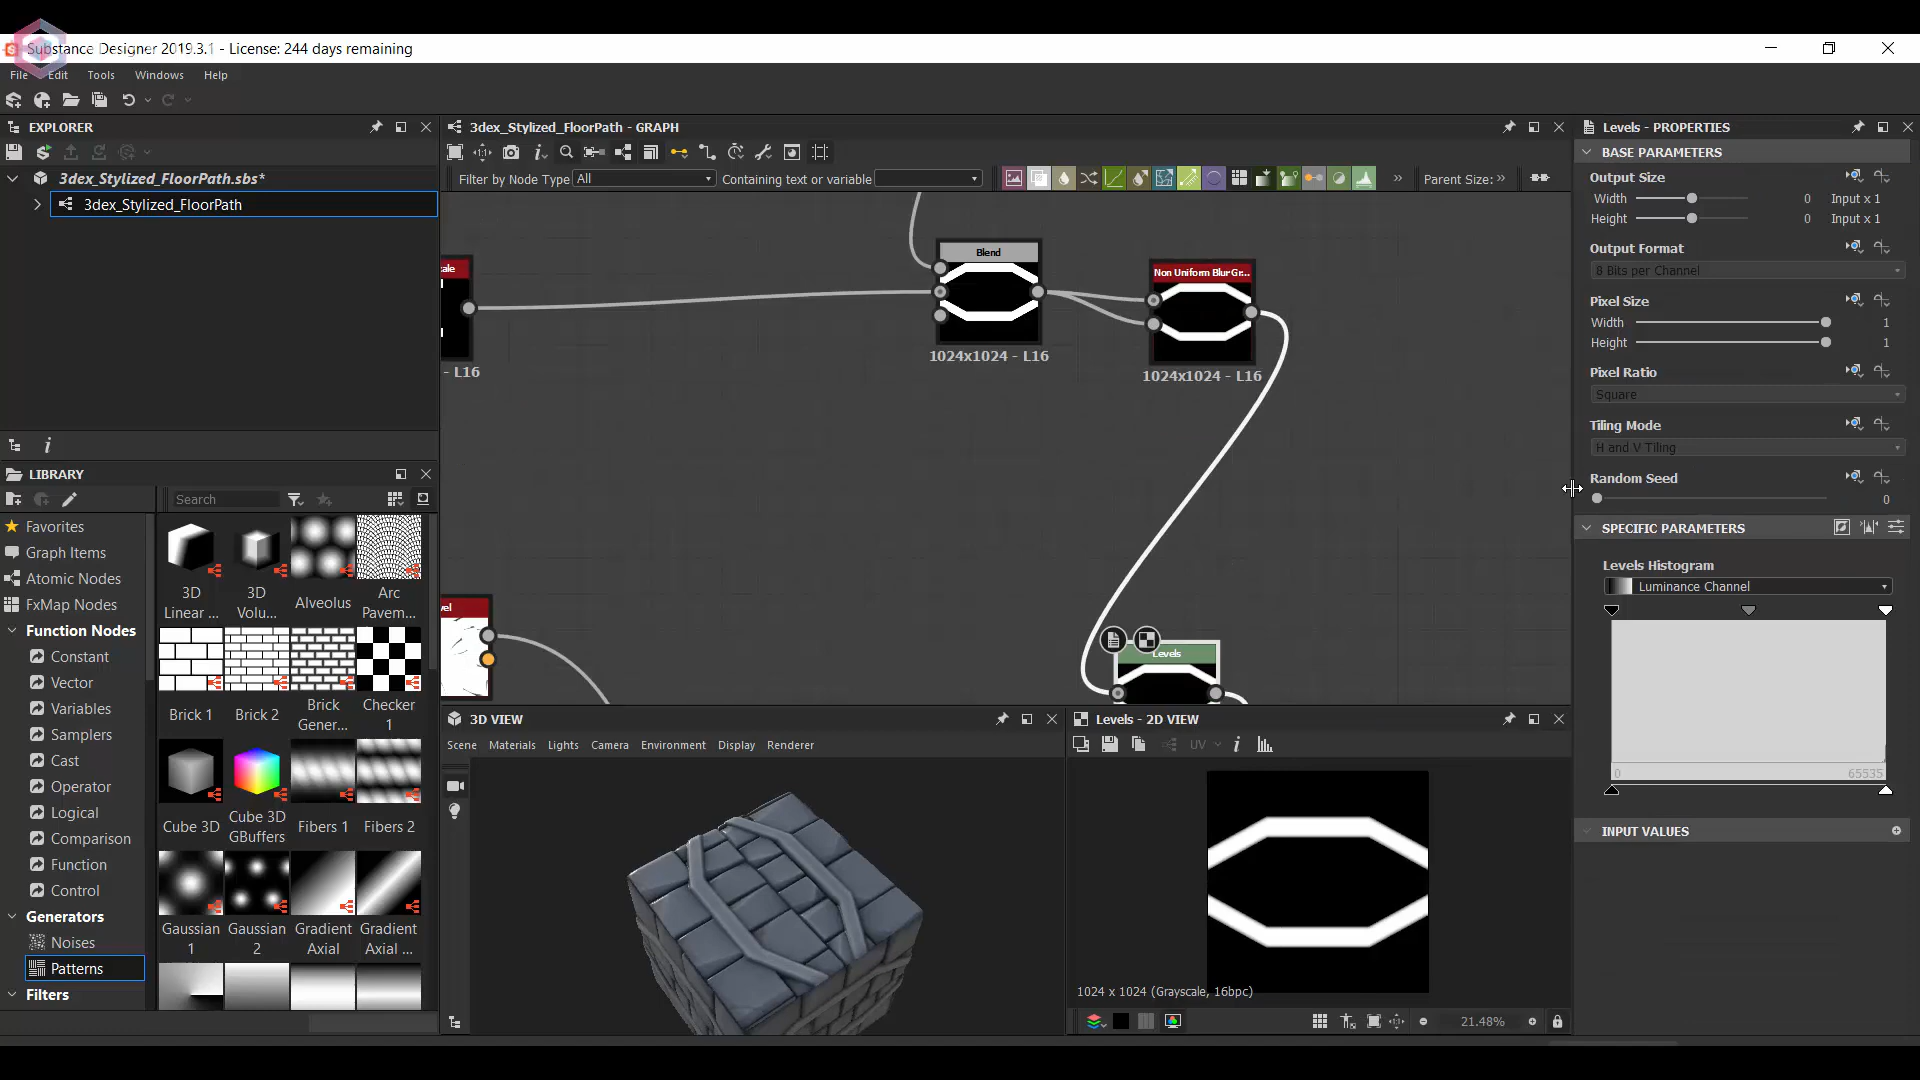 Substance Designer 2019.3.1 - License: 244 days remaining
File Edit Tools Windows Help
EXPLORER
3dex_Stylized_FloorPath.sbs*
3dex_Stylized_FloorPath
LIBRARY
Search
Favorites
Graph Items
Atomic Nodes
FxMap Nodes
Function Nodes
Constant
Vector
Variables
Samplers
Cast
Operator
Logical
Comparison
Function
Control
Generators
Noises
Patterns
Filters
3D Linear ...
3D Volu...
Alveolus
Arc Pavem...
Brick 1
Brick 2
Brick Gener...
Checker 1
Cube 3D
Cube 3D GBuffers
Fibers 1
Fibers 2
Gaussian 1
Gaussian 2
Gradient Axial
Gradient Axial ...
3dex_Stylized_FloorPath - GRAPH
Filter by Node Type All
Containing text or variable
Parent Size:
ale
- L16
Blend
1024x1024 - L16
Non Uniform Blur Gr...
1024x1024 - L16
vel
Levels
3D VIEW
Scene Materials Lights Camera Environment Display Renderer
Levels - 2D VIEW
UV
1024 x 1024 (Grayscale, 16bpc)
21.48%
Levels - PROPERTIES
BASE PARAMETERS
Output Size
Width 0 Input x 1
Height 0 Input x 1
Output Format
8 Bits per Channel
Pixel Size
Width 1
Height 1
Pixel Ratio
Square
Tiling Mode
H and V Tiling
Random Seed
0
SPECIFIC PARAMETERS
Levels Histogram
Luminance Channel
0 65535
INPUT VALUES